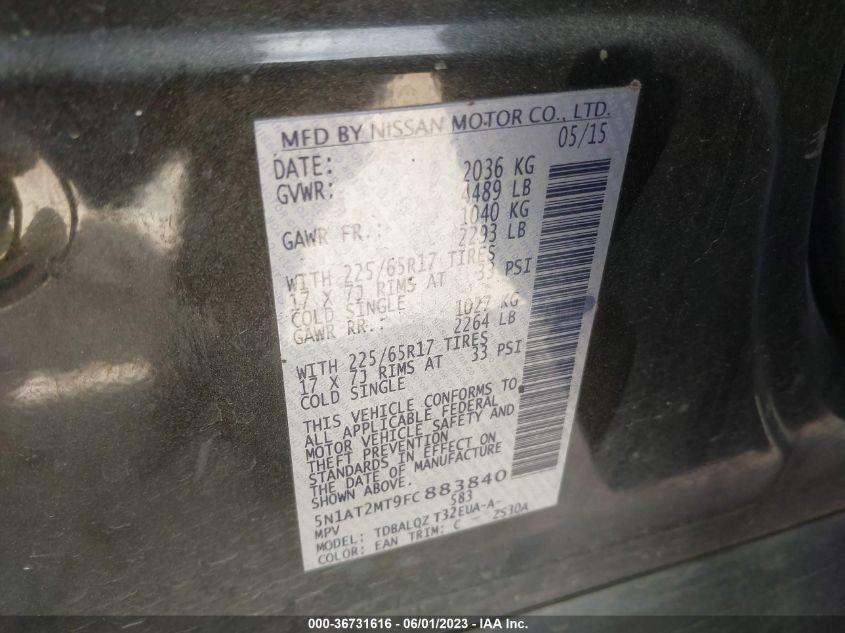 MFD BY NISSAN MOTOR CO., LTD.
DATE: 05/15
GVWR: 2036 KG
4489 LB
GAWR FR.: 1040 KG
2293 LB
WITH 225/65R17 TIRES
17 X 7J RIMS AT 33 PSI
COLD SINGLE
GAWR RR.: 1027 KG
2264 LB
WITH 225/65R17 TIRES
17 X 7J RIMS AT 33 PSI
COLD SINGLE
THIS VEHICLE CONFORMS TO
ALL APPLICABLE FEDERAL
MOTOR VEHICLE SAFETY AND
THEFT PREVENTION
STANDARDS IN EFFECT ON
THE DATE OF MANUFACTURE
SHOWN ABOVE.
5N1AT2MT9FC883840
MPV 583
MODEL: TDBALQZ T32EUA-A-
COLOR: EAN TRIM: C - 2530A
000-36731616 - 06/01/2023 - IAA Inc.